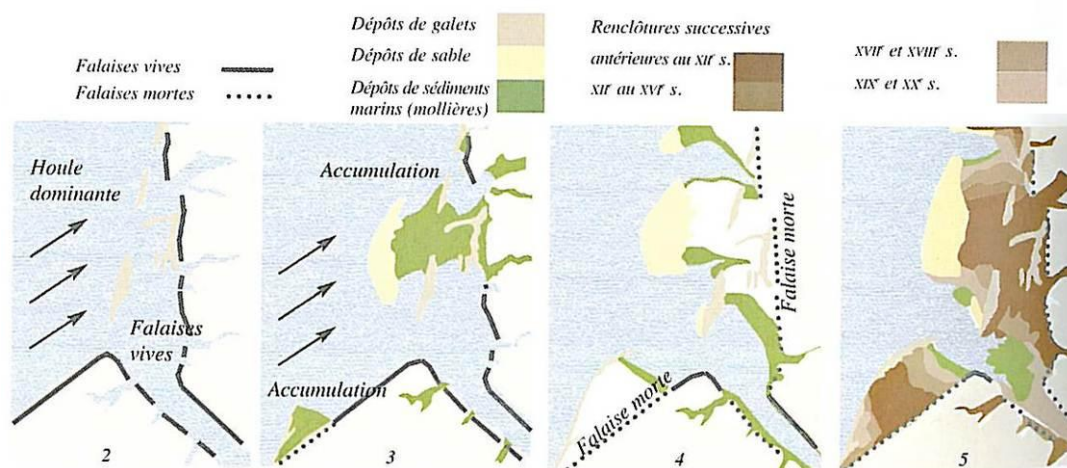 Falaises vives
Falaises mortes
Dépôts de galets
Dépôts de sable
Dépôts de sédiments
marins (mollières)
Renclôtures successives
antérieures au XIIᵉ s.
XIIᵉ au XVIᵉ s.
XVIIᵉ et XVIIIᵉ s.
XIXᵉ et XXᵉ s.
Houle
dominante
Falaises
vives
2
Accumulation
Accumulation
3
Falaise morte
Falaise morte
4
5